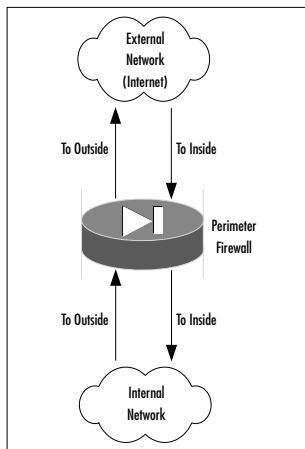 External
Network
(Internet)
To Outside
To Inside
Perimeter
Firewall
To Outside
To Inside
Internal
Network